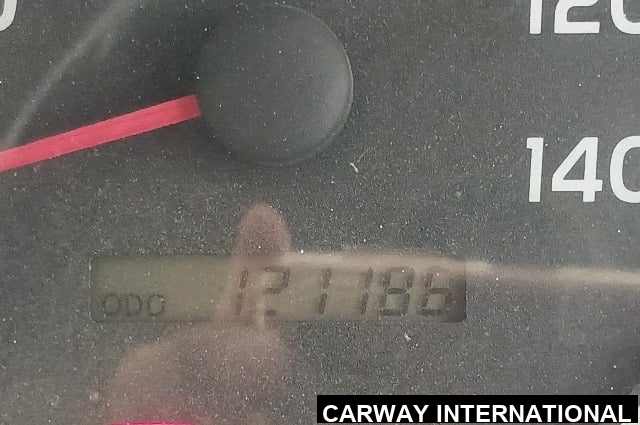 120
140
ODO 121186
CARWAY INTERNATIONAL